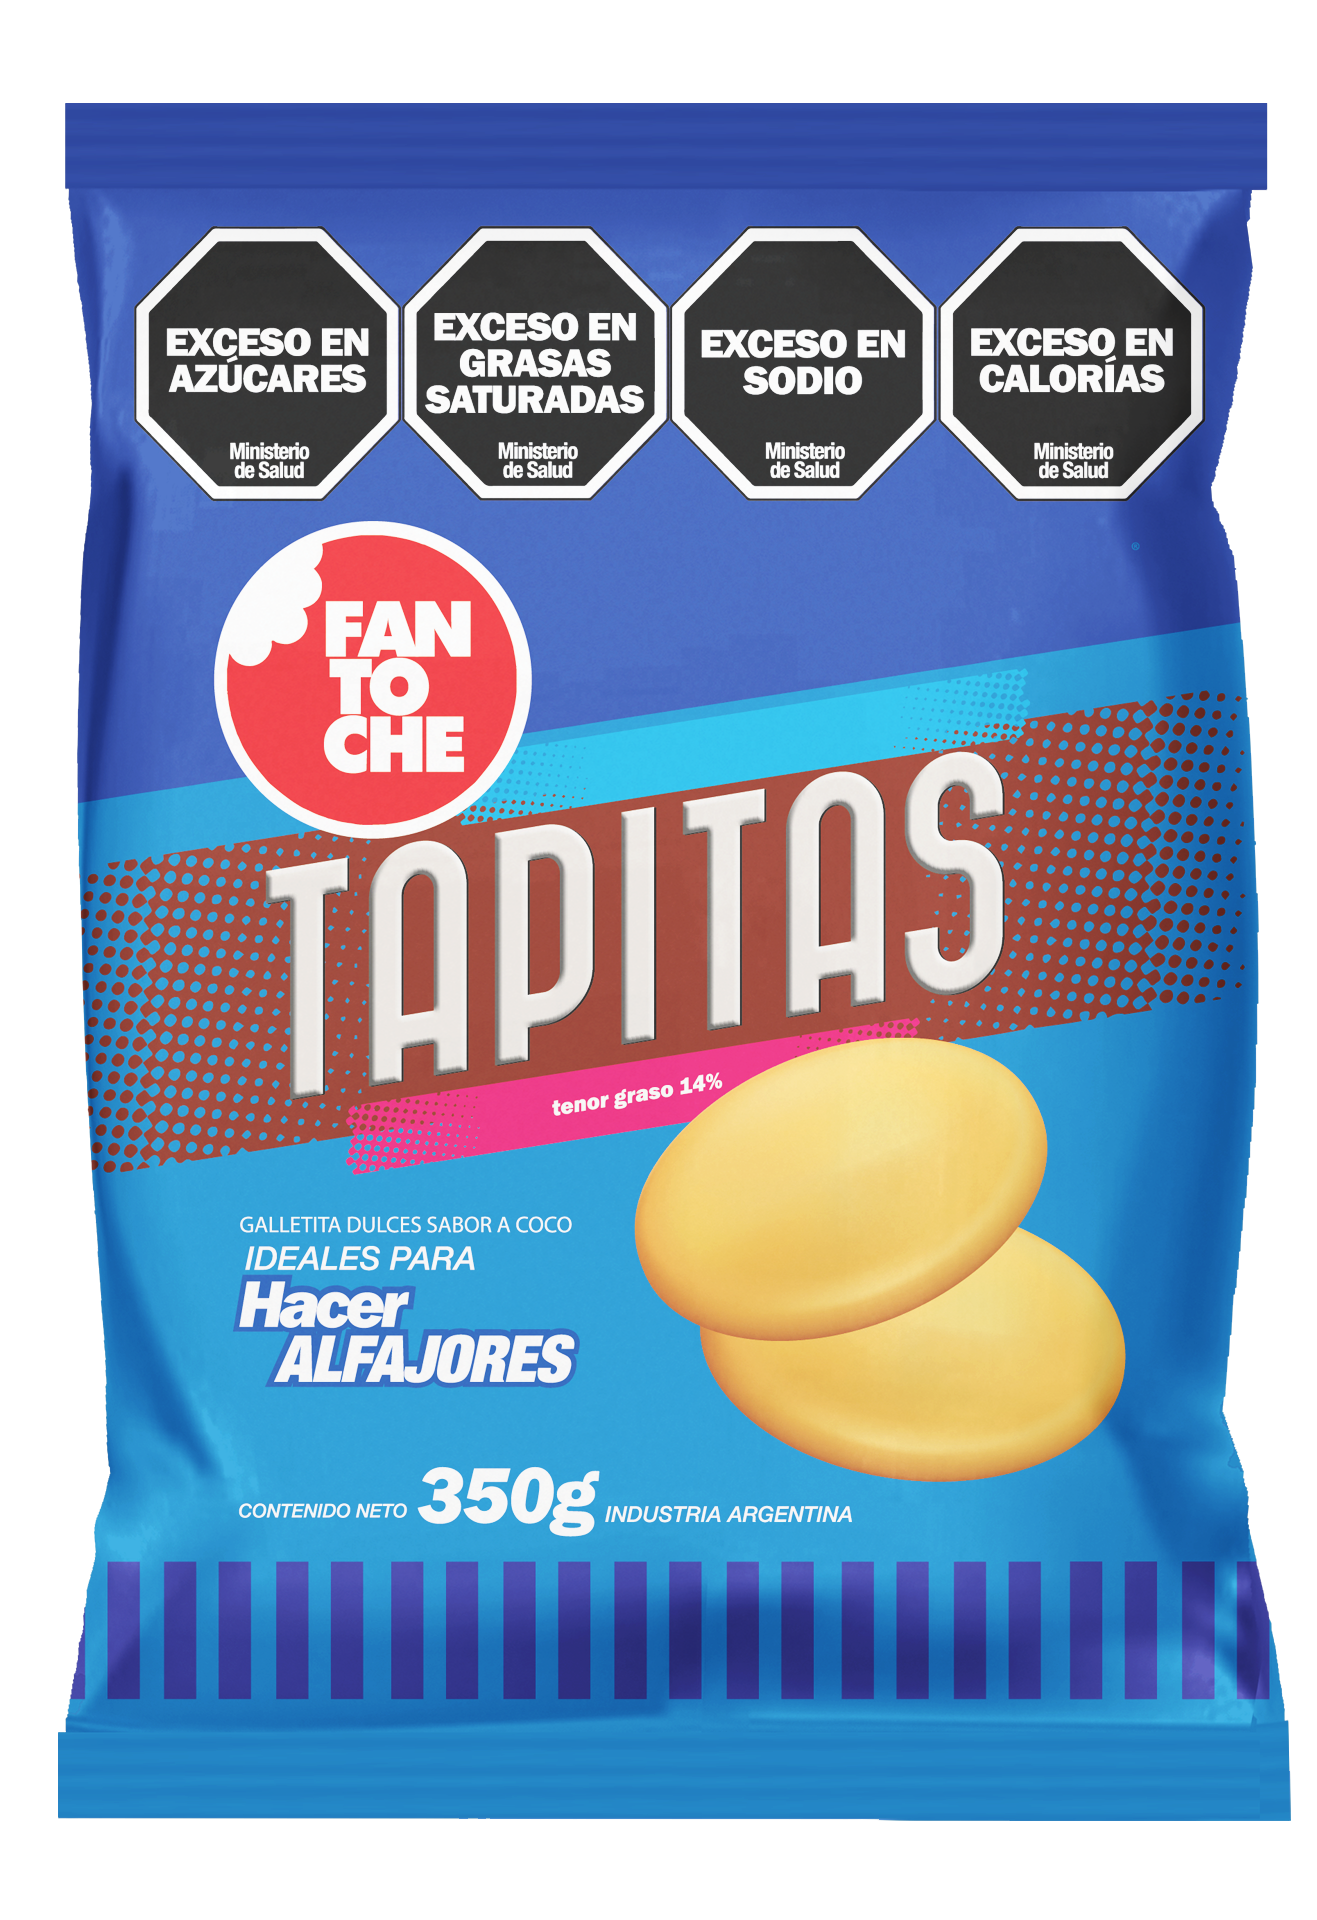 EXCESO EN
AZÚCARES
Ministerio
de Salud
EXCESO EN
GRASAS
SATURADAS
Ministerio
de Salud
EXCESO EN
SODIO
Ministerio
de Salud
EXCESO EN
CALORÍAS
Ministerio
de Salud
®
FAN
TO
CHE
TAPITAS
tenor graso 14%
GALLETITA DULCES SABOR A COCO
IDEALES PARA
Hacer
ALFAJORES
CONTENIDO NETO 350g INDUSTRIA ARGENTINA